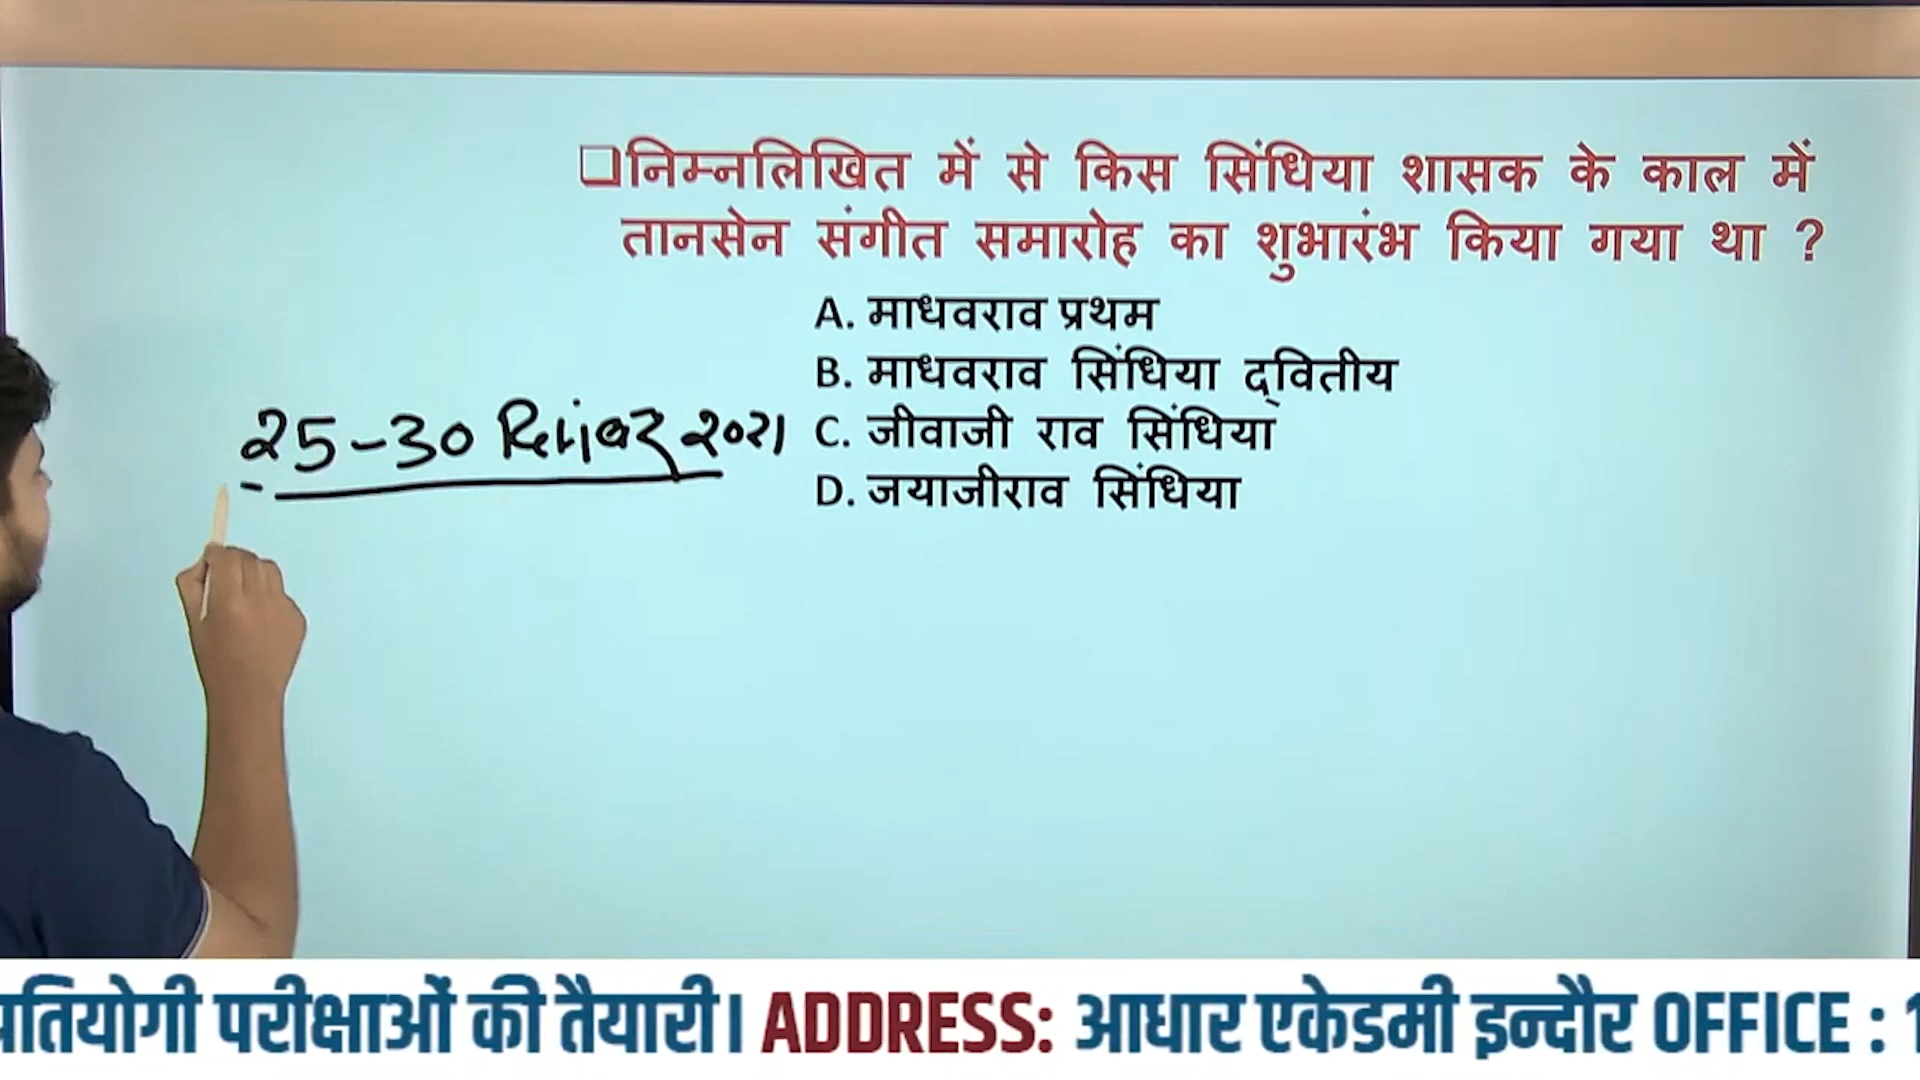 ❑निम्नलिखित में से किस सिंधिया शासक के काल में
तानसेन संगीत समारोह का शुभारंभ किया गया था ?
A. माधवराव प्रथम
B. माधवराव सिंधिया द्वितीय
25-30 दिसंबर 2021
C. जीवाजी राव सिंधिया
D. जयाजीराव सिंधिया
प्रतियोगी परीक्षाओं की तैयारी। ADDRESS: आधार एकेडमी इन्दौर OFFICE : 1